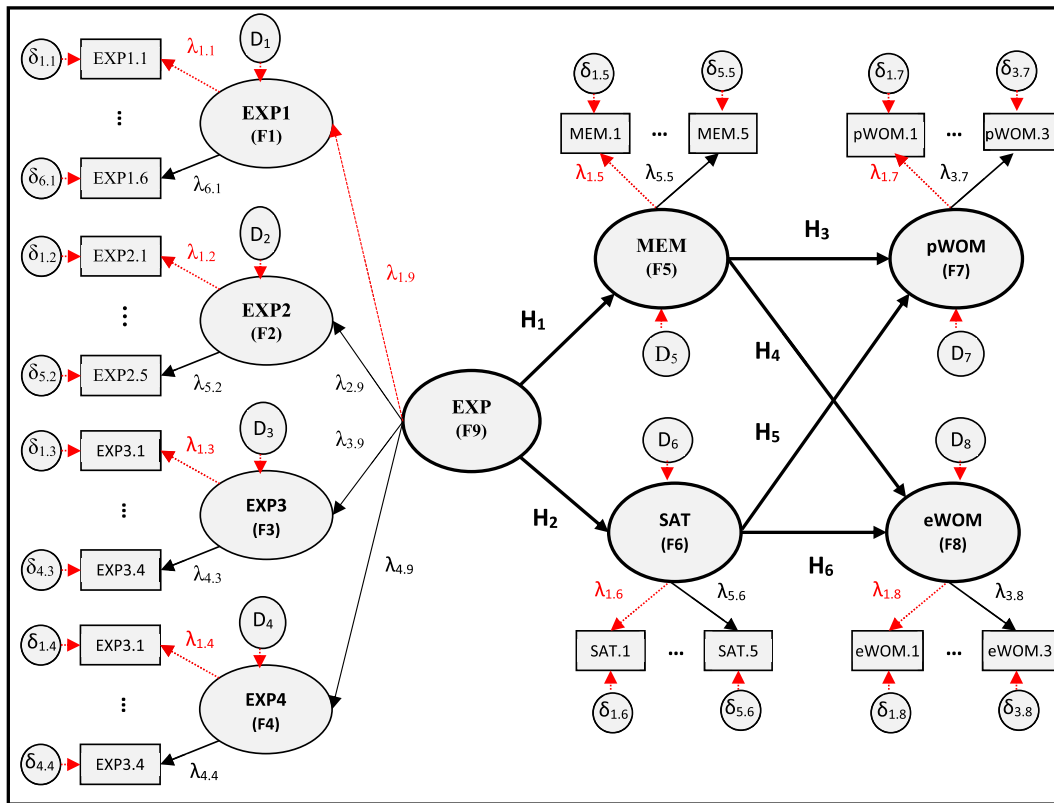 δ1.1
EXP1.1
λ1.1
D1
EXP1
(F1)
...
δ6.1
EXP1.6
λ6.1
δ1.2
EXP2.1
λ1.2
D2
EXP2
(F2)
...
δ5.2
EXP2.5
λ5.2
δ1.3
EXP3.1
λ1.3
D3
EXP3
(F3)
...
δ4.3
EXP3.4
λ4.3
δ1.4
EXP3.1
λ1.4
D4
EXP4
(F4)
...
δ4.4
EXP3.4
λ4.4
λ1.9
λ2.9
λ3.9
λ4.9
EXP
(F9)
H1
H2
δ1.5
δ5.5
MEM.1
...
MEM.5
λ1.5
λ5.5
MEM
(F5)
D5
H3
H4
H5
H6
D6
SAT
(F6)
λ1.6
λ5.6
SAT.1
...
SAT.5
δ1.6
δ5.6
δ1.7
δ3.7
pWOM.1
...
pWOM.3
λ1.7
λ3.7
pWOM
(F7)
D7
D8
eWOM
(F8)
λ1.8
λ3.8
eWOM.1
...
eWOM.3
δ1.8
δ3.8